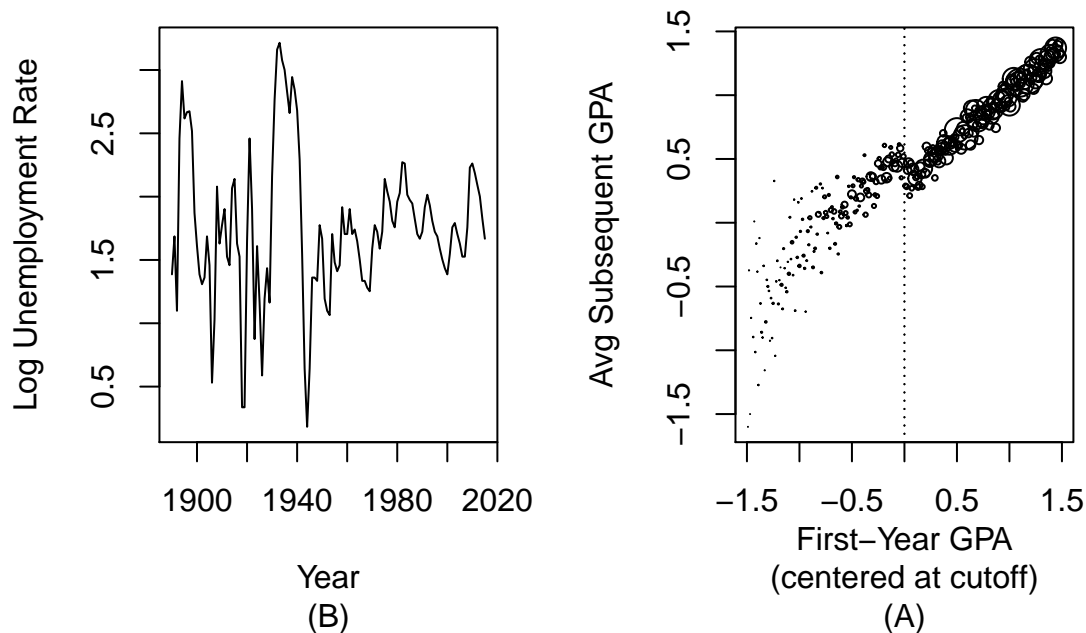 Log Unemployment Rate
0.5
1.5
2.5
1900
1940
1980
2020
Year
(B)
Avg Subsequent GPA
−1.5
−0.5
0.5
1.5
−1.5
−0.5
0.5
1.5
First−Year GPA
(centered at cutoff)
(A)